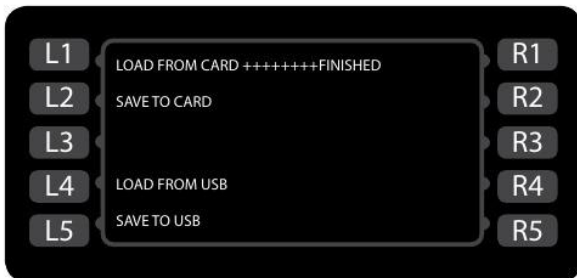 L1 LOAD FROM CARD ++++++++FINISHED R1
L2 SAVE TO CARD R2
L3 R3
L4 LOAD FROM USB R4
L5 SAVE TO USB R5